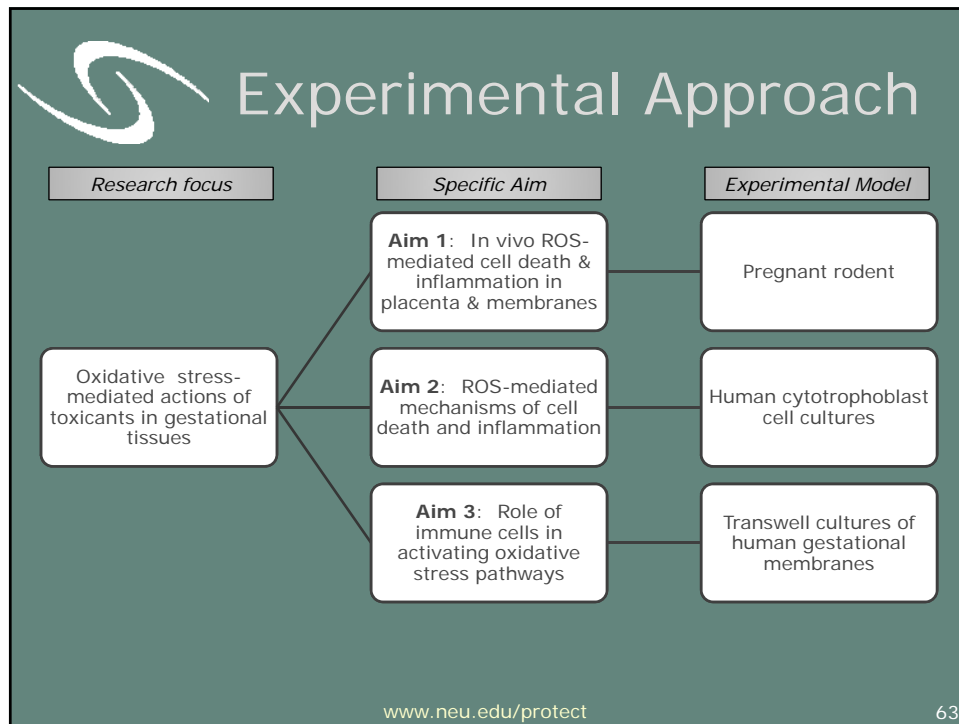 Experimental Approach
Research focus
Specific Aim
Experimental Model
Oxidative stress-
mediated actions of
toxicants in gestational
tissues
Aim 1: In vivo ROS-
mediated cell death &
inflammation in
placenta & membranes
Pregnant rodent
Aim 2: ROS-mediated
mechanisms of cell
death and inflammation
Human cytotrophoblast
cell cultures
Aim 3: Role of
immune cells in
activating oxidative
stress pathways
Transwell cultures of
human gestational
membranes
www.neu.edu/protect
63